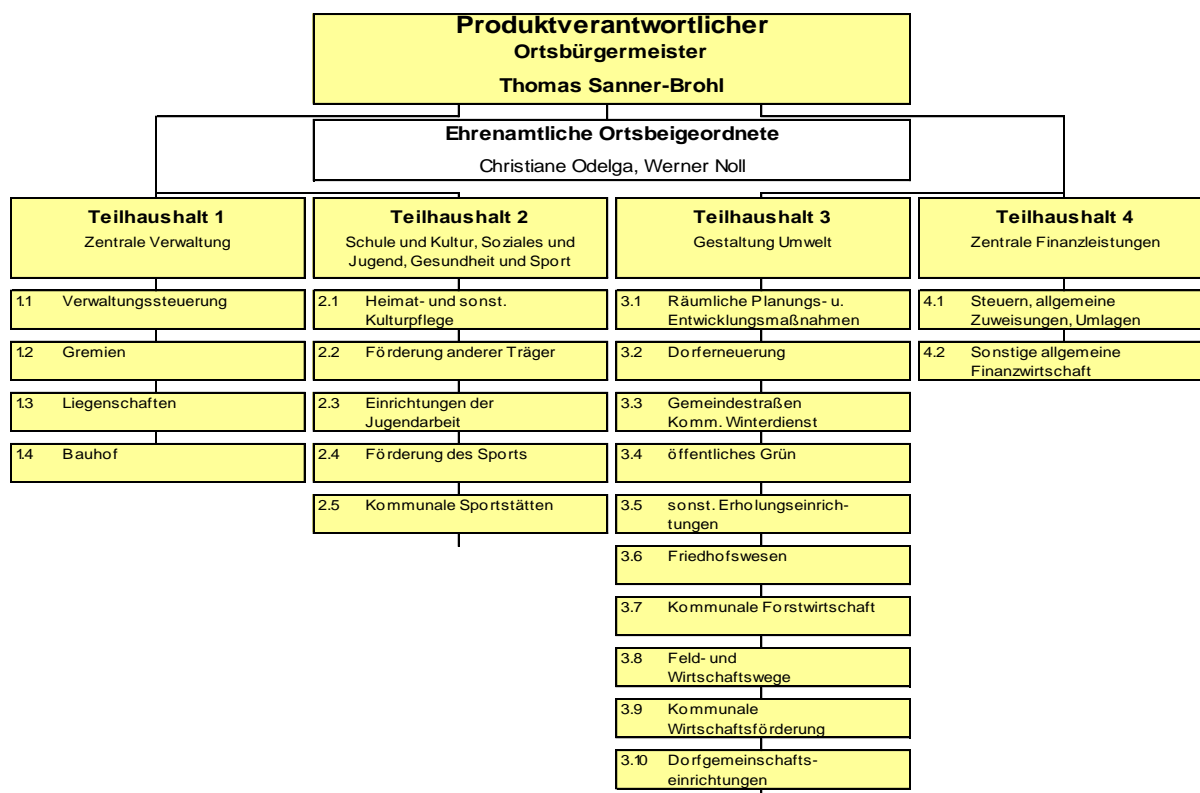 Produktverantwortlicher
Ortsbürgermeister
Thomas Sanner-Brohl
Ehrenamtliche Ortsbeigeordnete
Christiane Odelga, Werner Noll
Teilhaushalt 1
Zentrale Verwaltung
1.1 Verwaltungssteuerung
1.2 Gremien
1.3 Liegenschaften
1.4 Bauhof
Teilhaushalt 2
Schule und Kultur, Soziales und
Jugend, Gesundheit und Sport
2.1 Heimat- und sonst.
Kulturpflege
2.2 Förderung anderer Träger
2.3 Einrichtungen der
Jugendarbeit
2.4 Förderung des Sports
2.5 Kommunale Sportstätten
Teilhaushalt 3
Gestaltung Umwelt
3.1 Räumliche Planungs- u.
Entwicklungsmaßnahmen
3.2 Dorferneuerung
3.3 Gemeindestraßen
Komm. Winterdienst
3.4 öffentliches Grün
3.5 sonst. Erholungseinrich-
tungen
3.6 Friedhofswesen
3.7 Kommunale Forstwirtschaft
3.8 Feld- und
Wirtschaftswege
3.9 Kommunale
Wirtschaftsförderung
3.10 Dorfgemeinschafts-
einrichtungen
Teilhaushalt 4
Zentrale Finanzleistungen
4.1 Steuern, allgemeine
Zuweisungen, Umlagen
4.2 Sonstige allgemeine
Finanzwirtschaft